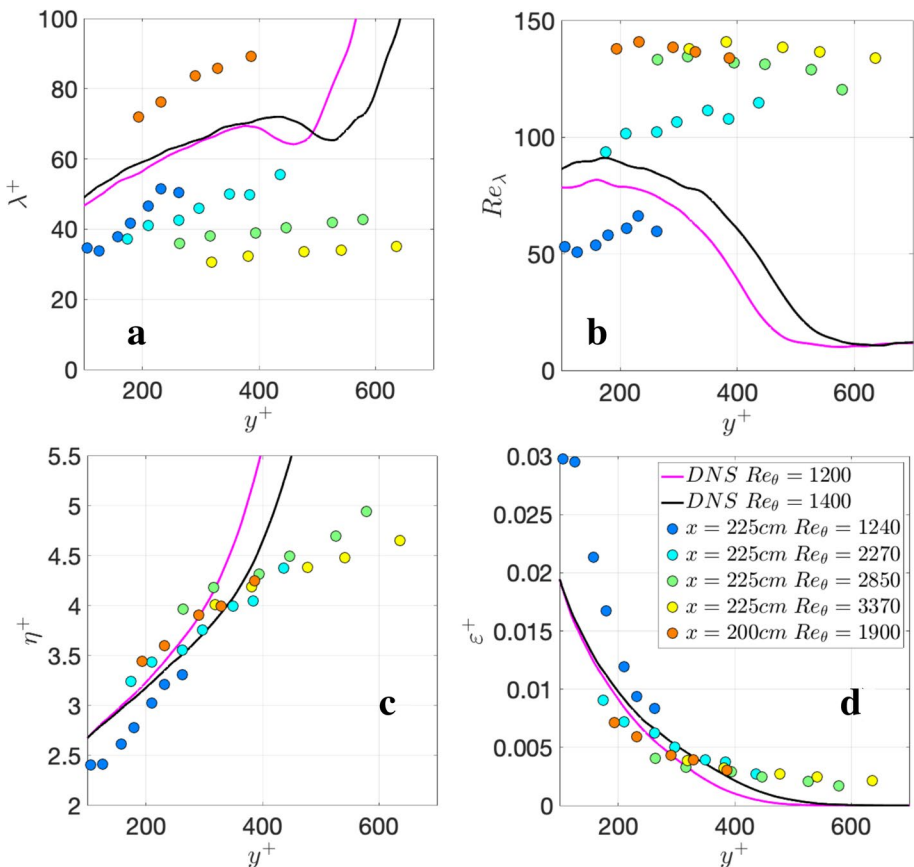 100
80
60
40
20
0
λ⁺
200
400
600
y⁺
a
150
100
50
0
Re_λ
200
400
600
y⁺
b
5.5
5
4.5
4
3.5
3
2.5
2
η⁺
200
400
600
y⁺
c
0.03
0.025
0.02
0.015
0.01
0.005
0
ε⁺
200
400
600
y⁺
DNS Re_θ = 1200
DNS Re_θ = 1400
x = 225cm Re_θ = 1240
x = 225cm Re_θ = 2270
x = 225cm Re_θ = 2850
x = 225cm Re_θ = 3370
x = 200cm Re_θ = 1900
d